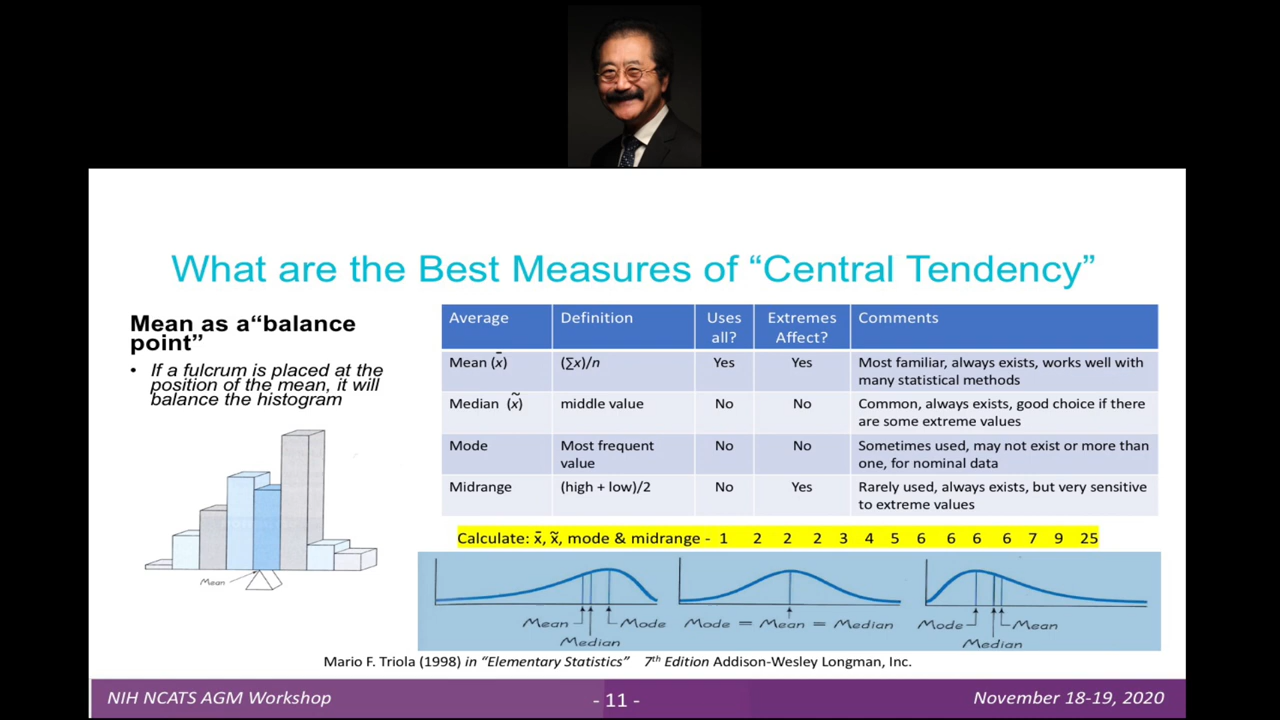 What are the Best Measures of “Central Tendency”
Mean as a“balance
point”
• If a fulcrum is placed at the
position of the mean, it will
balance the histogram
Mean
Average Definition Uses all? Extremes Affect? Comments
Mean (x̄) (∑x)/n Yes Yes Most familiar, always exists, works well with
many statistical methods
Median (x̃) middle value No No Common, always exists, good choice if there
are some extreme values
Mode Most frequent value No No Sometimes used, may not exist or more than
one, for nominal data
Midrange (high + low)/2 No Yes Rarely used, always exists, but very sensitive
to extreme values
Calculate: x̄, x̃, mode & midrange - 1 2 2 2 3 4 5 6 6 6 6 7 9 25
Mean Mode
Median
Mode = Mean = Median
Mode Mean
Median
Mario F. Triola (1998) in “Elementary Statistics” 7th Edition Addison-Wesley Longman, Inc.
NIH NCATS AGM Workshop
- 11 -
November 18-19, 2020